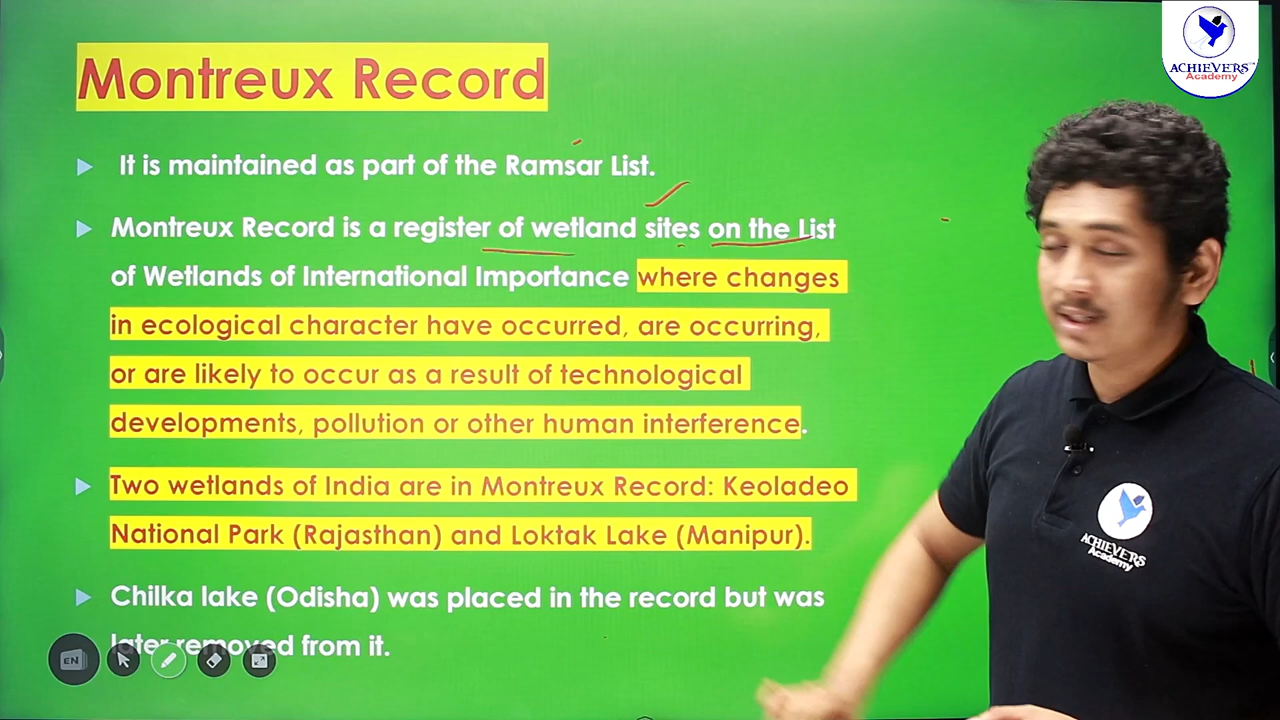 ACHIEVERS
Academy
Montreux Record
It is maintained as part of the Ramsar List.
Montreux Record is a register of wetland sites on the List
of Wetlands of International Importance where changes
in ecological character have occurred, are occurring,
or are likely to occur as a result of technological
developments, pollution or other human interference.
Two wetlands of India are in Montreux Record: Keoladeo
National Park (Rajasthan) and Loktak Lake (Manipur).
Chilka lake (Odisha) was placed in the record but was
later removed from it.
EN
ACHIEVERS
Academy